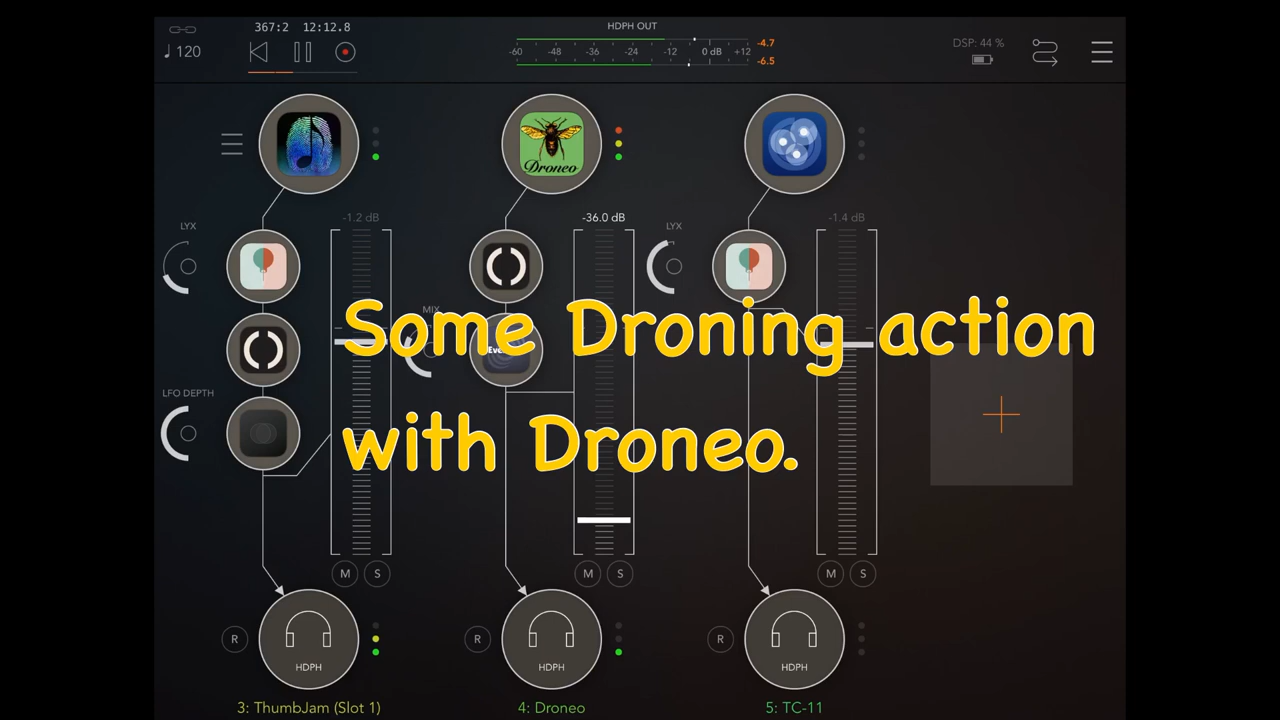 367:2 12:12.8
HDPH OUT
120
-60 -48 -36 -24 -12 0 dB +12
-4.7
-6.5
DSP: 44 %
Droneo
-1.2 dB
-36.0 dB
-1.4 dB
LYX
LYX
MIX
Some Droning action
with Droneo.
LFO DEPTH
M S
M S
M S
R
HDPH
R
HDPH
R
HDPH
3: ThumbJam (Slot 1)
4: Droneo
5: TC-11